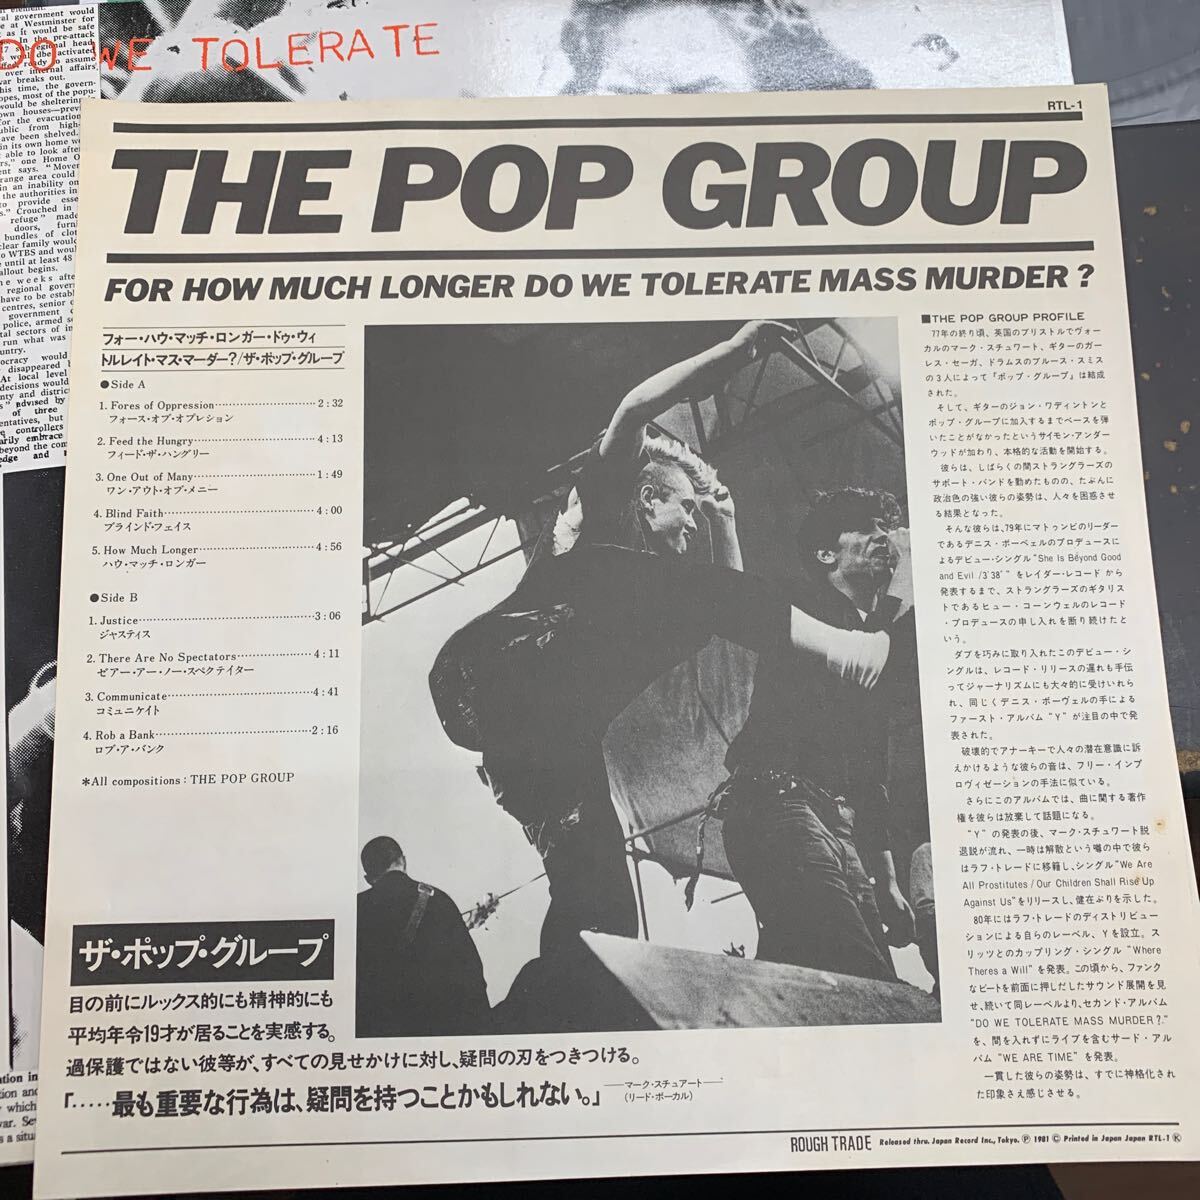 DO WE TOLERATE
RTL-1
THE POP GROUP
FOR HOW MUCH LONGER DO WE TOLERATE MASS MURDER?
フォー・ハウ・マッチ・ロンガー・ドゥ・ウィ
トルレイト・マス・マーダー?/ザ・ポップ・グループ
●Side A
1. Fores of Oppression 2:32
フォース・オブ・オプレション
2. Feed the Hungry 4:13
フィード・ザ・ハングリー
3. One Out of Many 1:49
ワン・アウト・オブ・メニー
4. Blind Faith 4:00
ブラインド・フェイス
5. How Much Longer 4:56
ハウ・マッチ・ロンガー
●Side B
1. Justice 3:06
ジャスティス
2. There Are No Spectators 4:11
ゼアー・アー・ノー・スペクテイター
3. Communicate 4:41
コミュニケイト
4. Rob a Bank 2:16
ロブ・ア・バンク
*All compositions : THE POP GROUP
ザ・ポップ・グループ
目の前にルックス的にも精神的にも
平均年令19才が居ることを実感する。
過保護ではない彼等が、すべての見せかけに対し、疑問の刃をつきつける。
「‥‥‥最も重要な行為は、疑問を持つことかもしれない。」
——マーク・スチュアート——
(リード・ボーカル)
■THE POP GROUP PROFILE
77年の終り頃、英国のブリストルでヴォー
カルのマーク・スチュワート、ギターのガー
レス・セーガ、ドラムスのブルース・スミス
の3人によって「ポップ・グループ」は結成
された。
そして、ギターのジョン・ワディントンと
ポップ・グループに加入するまでベースを弾
いたことがなかったというサイモン・アンダー
ウッドが加わり、本格的な活動を開始する。
彼らは、しばらくの間ストラングラーズの
サポート・バンドを勤めたものの、たぶんに
政治色の強い彼らの姿勢は、人々を困惑させ
る結果となった。
そんな彼らは、79年にマトゥンビのリーダー
であるデニス・ボーベェルのプロデュースに
よるデビュー・シングル"She Is Beyond Good
and Evil /3'38" をレイダー・レコード から
発表するまで、ストラングラーズのギタリス
トであるヒュー・コーンウェルのレコード
・プロデュースの申し入れを断り続けたと
いう。
ダブを巧みに取り入れたこのデビュー・シ
ングルは、レコード・リリースの遅れも手伝
ってジャーナリズムにも大々的に受けいれら
れ、同じくデニス・ボーヴェルの手による
ファースト・アルバム "Y" が注目の中で発
表された。
破壊的でアナーキーで人々の潜在意識に訴
えかけるような彼らの音は、フリー・インプ
ロヴィゼーションの手法に似ている。
さらにこのアルバムでは、曲に関する著作
権を彼らは放棄して話題になる。
"Y" の発表の後、マーク・スチュワート脱
退説が流れ、一時は解散という噂の中で彼ら
はラフ・トレードに移籍し、シングル"We Are
All Prostitutes / Our Children Shall Rise Up
Against Us"をリリースし、健在ぶりを示した。
80年にはラフ・トレードのディストリビュー
ションによる自らのレーベル、Yを設立。ス
リッツとのカップリング・シングル "Where
Theres a Will" を発表。この頃から、ファンク
なビートを前面に押しだしたサウンド展開を見
せ、続いて同レーベルより、セカンド・アルバム
"DO WE TOLERATE MASS MURDER?"
を、間を入れずにライブを含むサード・アル
バム "WE ARE TIME" を発表。
一貫した彼らの姿勢は、すでに神格化され
た印象さえ感じさせる。
ROUGH TRADE Released thru. Japan Record Inc., Tokyo. Ⓟ 1981 © Printed in Japan Japan RTL-1 Ⓚ